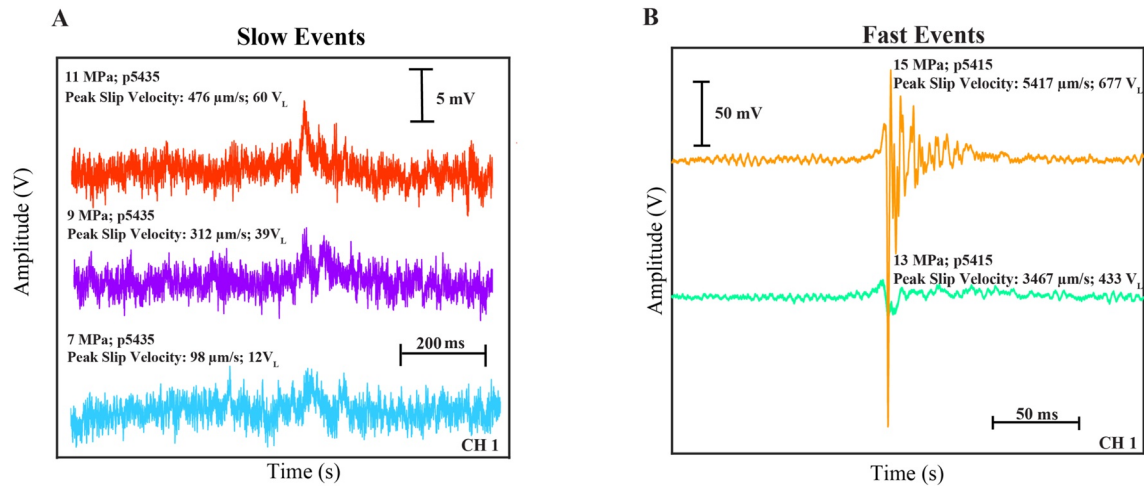 A
Slow Events
11 MPa; p5435
Peak Slip Velocity: 476 µm/s; 60 VL
5 mV
9 MPa; p5435
Peak Slip Velocity: 312 µm/s; 39VL
7 MPa; p5435
Peak Slip Velocity: 98 µm/s; 12VL
200 ms
CH 1
Amplitude (V)
Time (s)
B
Fast Events
15 MPa; p5415
Peak Slip Velocity: 5417 µm/s; 677 VL
50 mV
13 MPa; p5415
Peak Slip Velocity: 3467 µm/s; 433 VL
50 ms
CH 1
Amplitude (V)
Time (s)